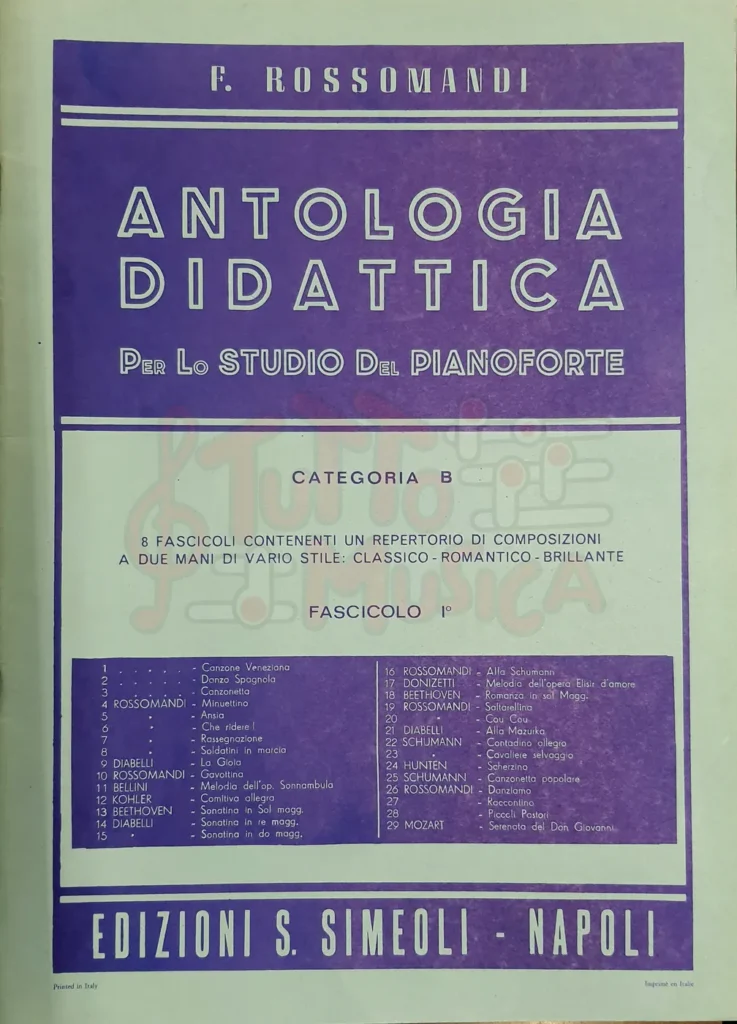 F. ROSSOMANDI
ANTOLOGIA
DIDATTICA
PER LO STUDIO DEL PIANOFORTE
TUTTO
MUSICA
CATEGORIA B
8 FASCICOLI CONTENENTI UN REPERTORIO DI COMPOSIZIONI
A DUE MANI DI VARIO STILE: CLASSICO - ROMANTICO - BRILLANTE
FASCICOLO I°
1 . . . . . - Canzone Veneziana
2 . . . . . - Danza Spagnola
3 . . . . . - Canzonetta
4 ROSSOMANDI - Minuettino
5 " - Ansia
6 " - Che ridere!
7 " - Rassegnazione
8 " - Soldatini in marcia
9 DIABELLI - La Gioia
10 ROSSOMANDI - Gavottina
11 BELLINI - Melodia dell'op. Sonnambula
12 KOHLER - Comitiva allegra
13 BEETHOVEN - Sonatina in Sol magg.
14 DIABELLI - Sonatina in re magg.
15 " - Sonatina in do magg.
16 ROSSOMANDI - Alla Schumann
17 DONIZETTI - Melodia dell'opera Elisir d'amore
18 BEETHOVEN - Romanza in sol Magg.
19 ROSSOMANDI - Saltarellina
20 " - Cou Cou
21 DIABELLI - Alla Mazurka
22 SCHUMANN - Contadino allegro
23 " - Cavaliere selvaggio
24 HUNTEN - Scherzino
25 SCHUMANN - Canzonetta popolare
26 ROSSOMANDI - Danziamo
27 - Raccontino
28 - Piccoli Pastori
29 MOZART - Serenata del Don Giovanni
EDIZIONI S. SIMEOLI - NAPOLI
Printed in Italy
Imprimé en Italie